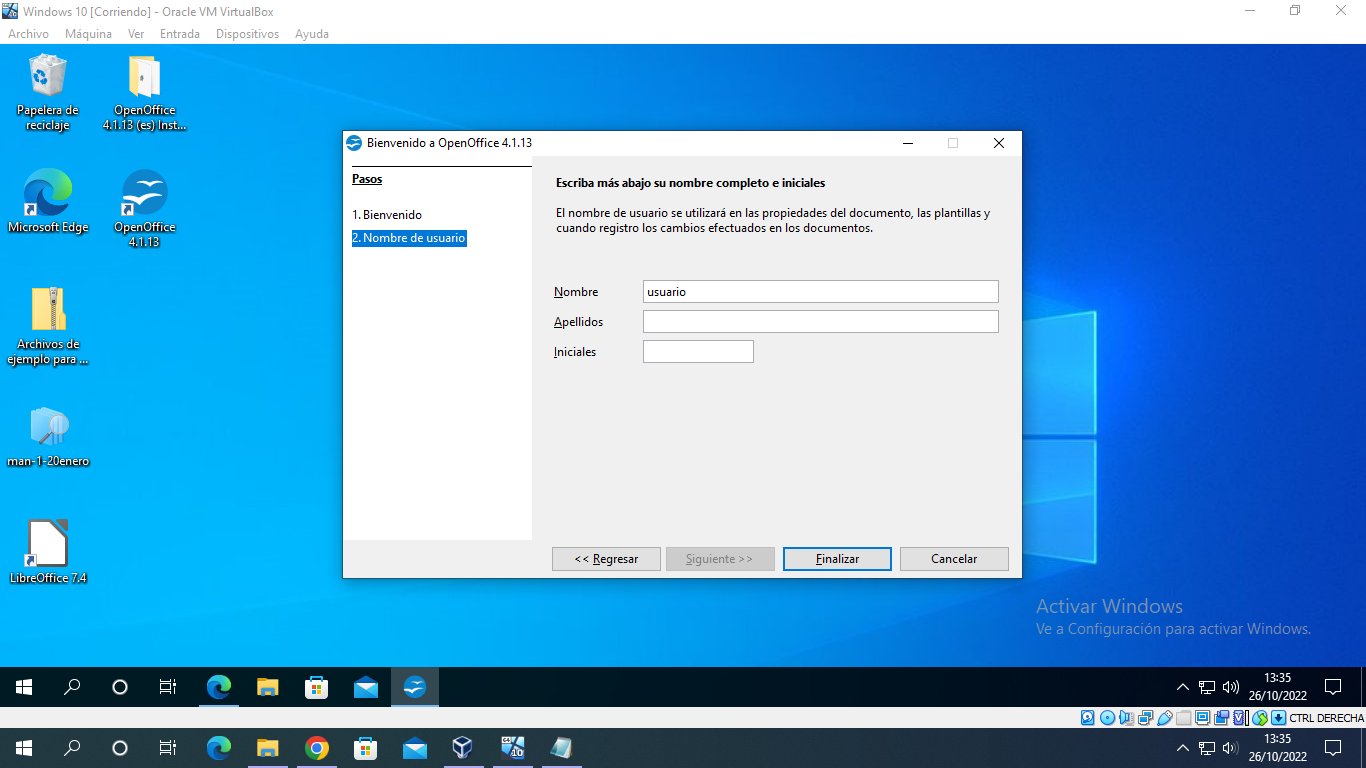 Windows 10 [Corriendo] - Oracle VM VirtualBox
Archivo Máquina Ver Entrada Dispositivos Ayuda
Papelera de
reciclaje
OpenOffice
4.1.13 (es) Inst...
Microsoft Edge
OpenOffice
4.1.13
Archivos de
ejemplo para ...
man-1-20enero
LibreOffice 7.4
Bienvenido a OpenOffice 4.1.13
Pasos
1. Bienvenido
2. Nombre de usuario
Escriba más abajo su nombre completo e iniciales
El nombre de usuario se utilizará en las propiedades del documento, las plantillas y
cuando registro los cambios efectuados en los documentos.
Nombre usuario
Apellidos
Iniciales
<< Regresar Siguiente >> Finalizar Cancelar
Activar Windows
Ve a Configuración para activar Windows.
13:35
26/10/2022
CTRL DERECHA
13:35
26/10/2022